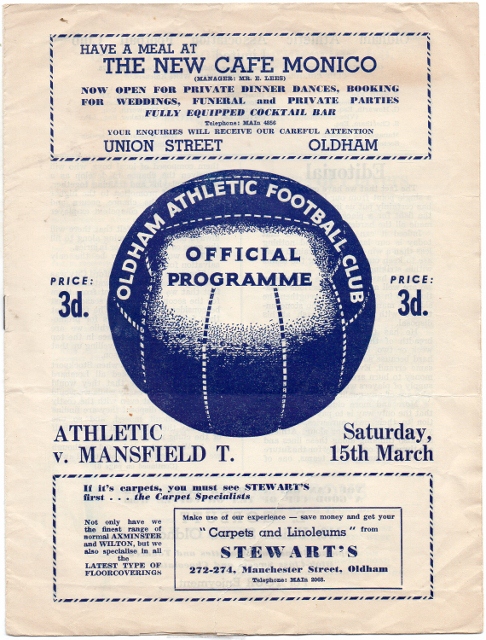 HAVE A MEAL AT
THE NEW CAFE MONICO
(MANAGER: MR. E. LEES)
NOW OPEN FOR PRIVATE DINNER DANCES, BOOKING
FOR WEDDINGS, FUNERAL and PRIVATE PARTIES
FULLY EQUIPPED COCKTAIL BAR
Telephone: MAIn 4856
YOUR ENQUIRIES WILL RECEIVE OUR CAREFUL ATTENTION
UNION STREET OLDHAM
OLDHAM ATHLETIC FOOTBALL CLUB
OFFICIAL
PROGRAMME
PRICE:
3d.
PRICE:
3d.
ATHLETIC
v. MANSFIELD T.
Saturday,
15th March
If it's carpets, you must see STEWART'S
first . . . the Carpet Specialists
Not only have we
the finest range of
normal AXMINSTER
and WILTON, but we
also specialise in all
the
LATEST TYPE OF
FLOORCOVERINGS
Make use of our experience — save money and get your
"Carpets and Linoleums" from
STEWART'S
272-274, Manchester Street, Oldham
Telephone: MAIn 2063.